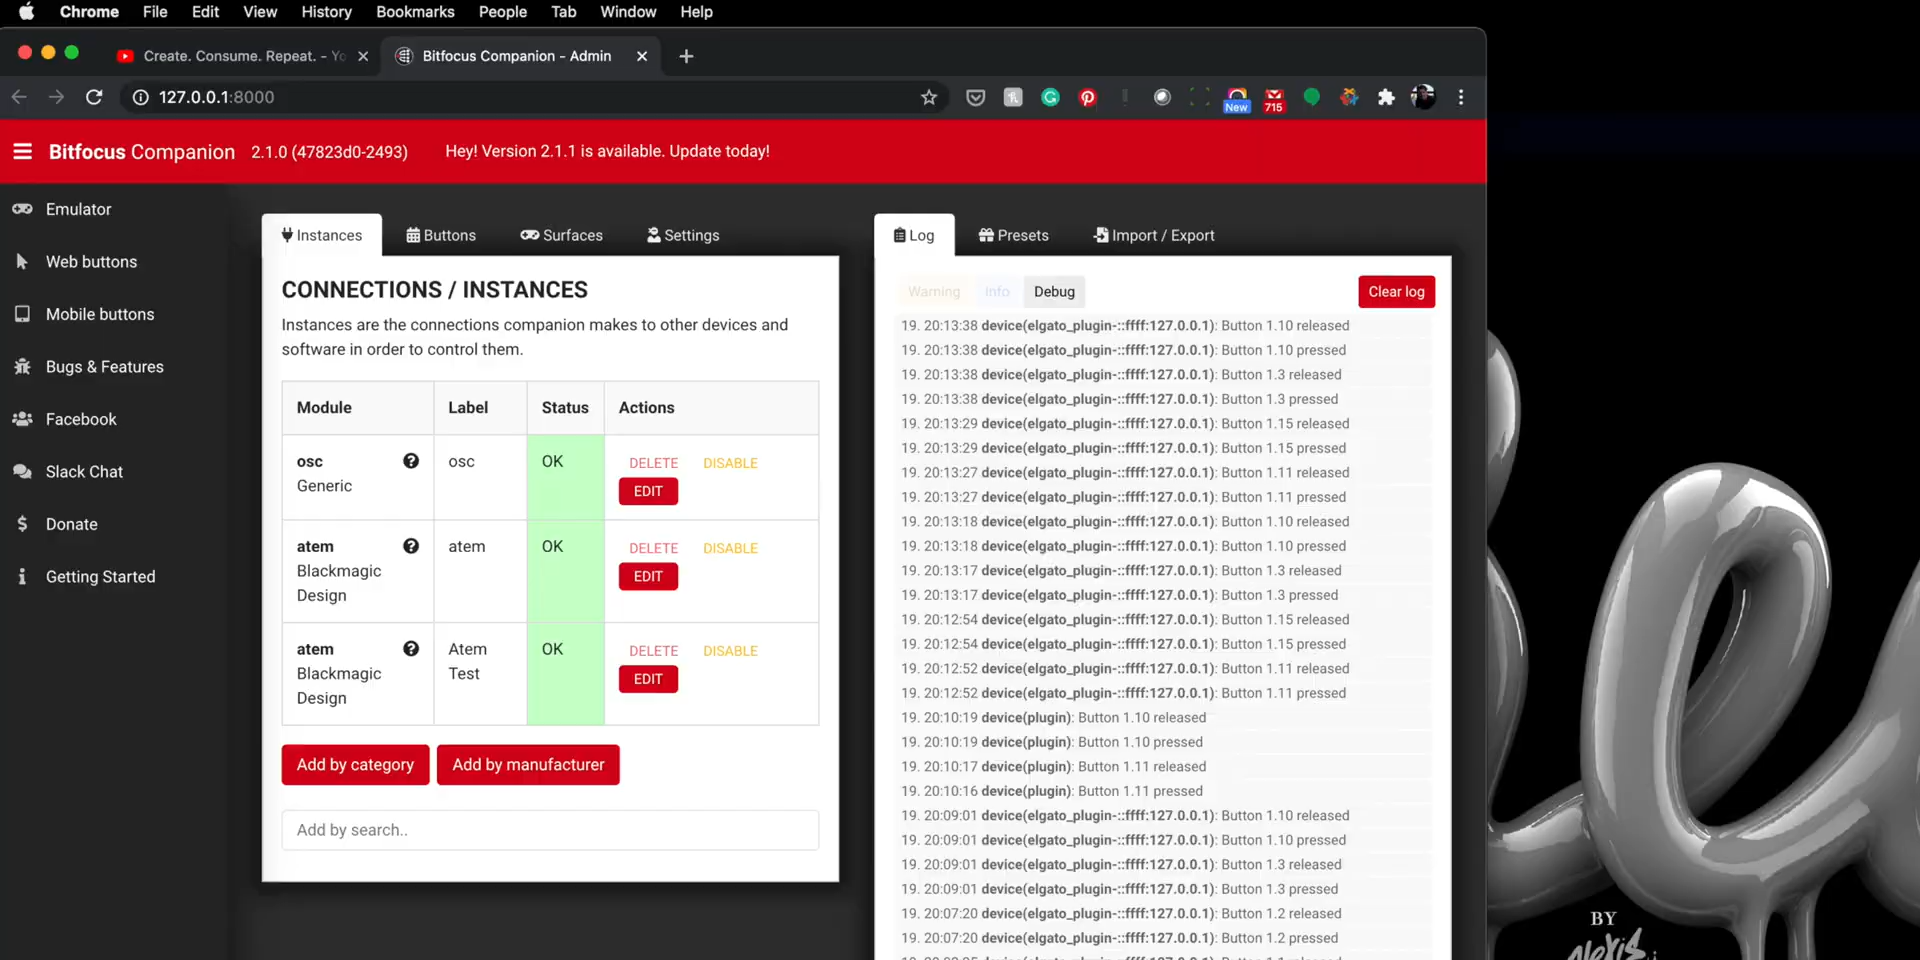 Chrome File Edit View History Bookmarks People Tab Window Help
Create. Consume. Repeat. - Yo
Bitfocus Companion - Admin
127.0.0.1:8000
New
715
Bitfocus Companion 2.1.0 (47823d0-2493) Hey! Version 2.1.1 is available. Update today!
Emulator
Web buttons
Mobile buttons
Bugs & Features
Facebook
Slack Chat
Donate
Getting Started
Instances Buttons Surfaces Settings
CONNECTIONS / INSTANCES
Instances are the connections companion makes to other devices and
software in order to control them.
Module Label Status Actions
osc osc OK DELETE DISABLE
Generic EDIT
atem atem OK DELETE DISABLE
Blackmagic EDIT
Design
atem Atem OK DELETE DISABLE
Blackmagic Test EDIT
Design
Add by category Add by manufacturer
Add by search..
Log Presets Import / Export
Warning Info Debug Clear log
19. 20:13:38 device(elgato_plugin-::ffff:127.0.0.1): Button 1.10 released
19. 20:13:38 device(elgato_plugin-::ffff:127.0.0.1): Button 1.10 pressed
19. 20:13:38 device(elgato_plugin-::ffff:127.0.0.1): Button 1.3 released
19. 20:13:38 device(elgato_plugin-::ffff:127.0.0.1): Button 1.3 pressed
19. 20:13:29 device(elgato_plugin-::ffff:127.0.0.1): Button 1.15 released
19. 20:13:29 device(elgato_plugin-::ffff:127.0.0.1): Button 1.15 pressed
19. 20:13:27 device(elgato_plugin-::ffff:127.0.0.1): Button 1.11 released
19. 20:13:27 device(elgato_plugin-::ffff:127.0.0.1): Button 1.11 pressed
19. 20:13:18 device(elgato_plugin-::ffff:127.0.0.1): Button 1.10 released
19. 20:13:18 device(elgato_plugin-::ffff:127.0.0.1): Button 1.10 pressed
19. 20:13:17 device(elgato_plugin-::ffff:127.0.0.1): Button 1.3 released
19. 20:13:17 device(elgato_plugin-::ffff:127.0.0.1): Button 1.3 pressed
19. 20:12:54 device(elgato_plugin-::ffff:127.0.0.1): Button 1.15 released
19. 20:12:54 device(elgato_plugin-::ffff:127.0.0.1): Button 1.15 pressed
19. 20:12:52 device(elgato_plugin-::ffff:127.0.0.1): Button 1.11 released
19. 20:12:52 device(elgato_plugin-::ffff:127.0.0.1): Button 1.11 pressed
19. 20:10:19 device(plugin): Button 1.10 released
19. 20:10:19 device(plugin): Button 1.10 pressed
19. 20:10:17 device(plugin): Button 1.11 released
19. 20:10:16 device(plugin): Button 1.11 pressed
19. 20:09:01 device(elgato_plugin-::ffff:127.0.0.1): Button 1.10 released
19. 20:09:01 device(elgato_plugin-::ffff:127.0.0.1): Button 1.10 pressed
19. 20:09:01 device(elgato_plugin-::ffff:127.0.0.1): Button 1.3 released
19. 20:09:01 device(elgato_plugin-::ffff:127.0.0.1): Button 1.3 pressed
19. 20:07:20 device(elgato_plugin-::ffff:127.0.0.1): Button 1.2 released
19. 20:07:20 device(elgato_plugin-::ffff:127.0.0.1): Button 1.2 pressed
BY